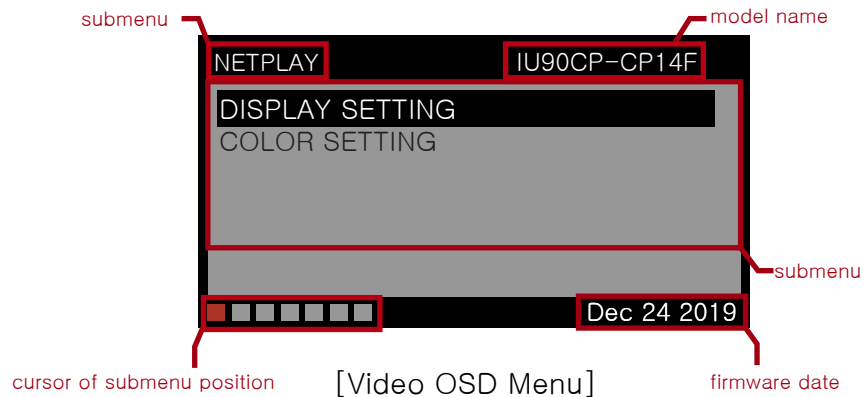 submenu
model name
NETPLAY
IU90CP-CP14F
DISPLAY SETTING
COLOR SETTING
submenu
Dec 24 2019
cursor of submenu position
[Video OSD Menu]
firmware date